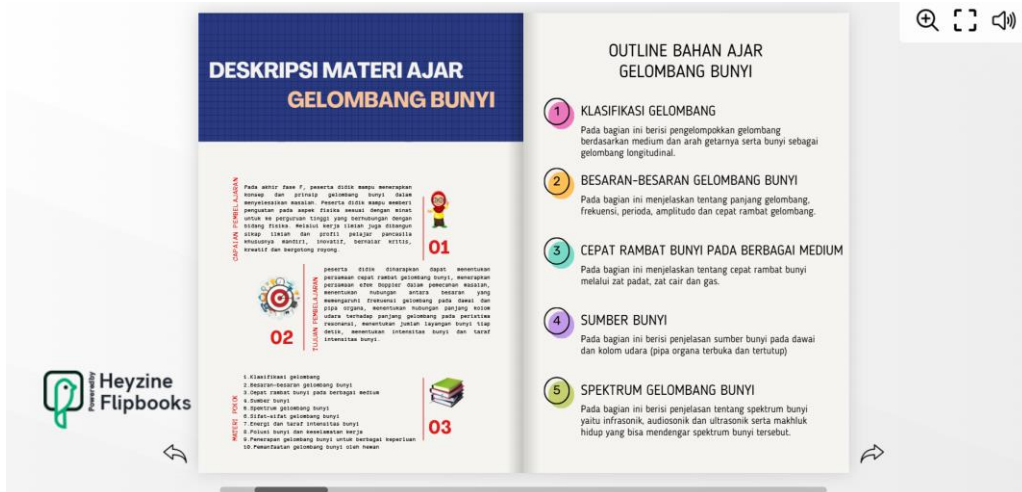 DESKRIPSI MATERI AJAR
GELOMBANG BUNYI
CAPAIAN PEMBELAJARAN
Pada akhir fase F, peserta didik mampu menerapkan
konsep dan prinsip gelombang bunyi dalam
menyelesaikan masalah. Peserta didik mampu memberi
penguatan pada aspek fisika sesuai dengan minat
untuk ke perguruan tinggi yang berhubungan dengan
bidang fisika. Melalui kerja ilmiah juga dibangun
sikap ilmiah dan profil pelajar pancasila
khususnya mandiri, inovatif, bernalar kritis,
kreatif dan bergotong royong.
01
TUJUAN PEMBELAJARAN
peserta didik diharapkan dapat menentukan
persamaan cepat rambat gelombang bunyi, menerapkan
persamaan efek Doppler dalam pemecahan masalah,
menentukan hubungan antara besaran yang
memengaruhi frekuensi gelombang pada dawai dan
pipa organa, menentukan hubungan panjang kolom
udara terhadap panjang gelombang pada peristiwa
resonansi, menentukan jumlah layangan bunyi tiap
detik, menentukan intensitas bunyi dan taraf
intensitas bunyi.
02
MATERI POKOK
1.Klasifikasi gelombang
2.Besaran-besaran gelombang bunyi
3.Cepat rambat bunyi pada berbagai medium
4.Sumber bunyi
5.Spektrum gelombang bunyi
6.Sifat-sifat gelombang bunyi
7.Energi dan taraf intensitas bunyi
8.Polusi bunyi dan keselamatan kerja
9.Penerapan gelombang bunyi untuk berbagai keperluan
10.Pemanfaatan gelombang bunyi oleh hewan
03
OUTLINE BAHAN AJAR
GELOMBANG BUNYI
1 KLASIFIKASI GELOMBANG
Pada bagian ini berisi pengelompokkan gelombang
berdasarkan medium dan arah getarnya serta bunyi sebagai
gelombang longitudinal.
2 BESARAN-BESARAN GELOMBANG BUNYI
Pada bagian ini menjelaskan tentang panjang gelombang,
frekuensi, perioda, amplitudo dan cepat rambat gelombang.
3 CEPAT RAMBAT BUNYI PADA BERBAGAI MEDIUM
Pada bagian ini menjelaskan tentang cepat rambat bunyi
melalui zat padat, zat cair dan gas.
4 SUMBER BUNYI
Pada bagian ini berisi penjelasan sumber bunyi pada dawai
dan kolom udara (pipa organa terbuka dan tertutup)
5 SPEKTRUM GELOMBANG BUNYI
Pada bagian ini berisi penjelasan tentang spektrum bunyi
yaitu infrasonik, audiosonik dan ultrasonik serta makhluk
hidup yang bisa mendengar spektrum bunyi tersebut.
Powered by
Heyzine
Flipbooks